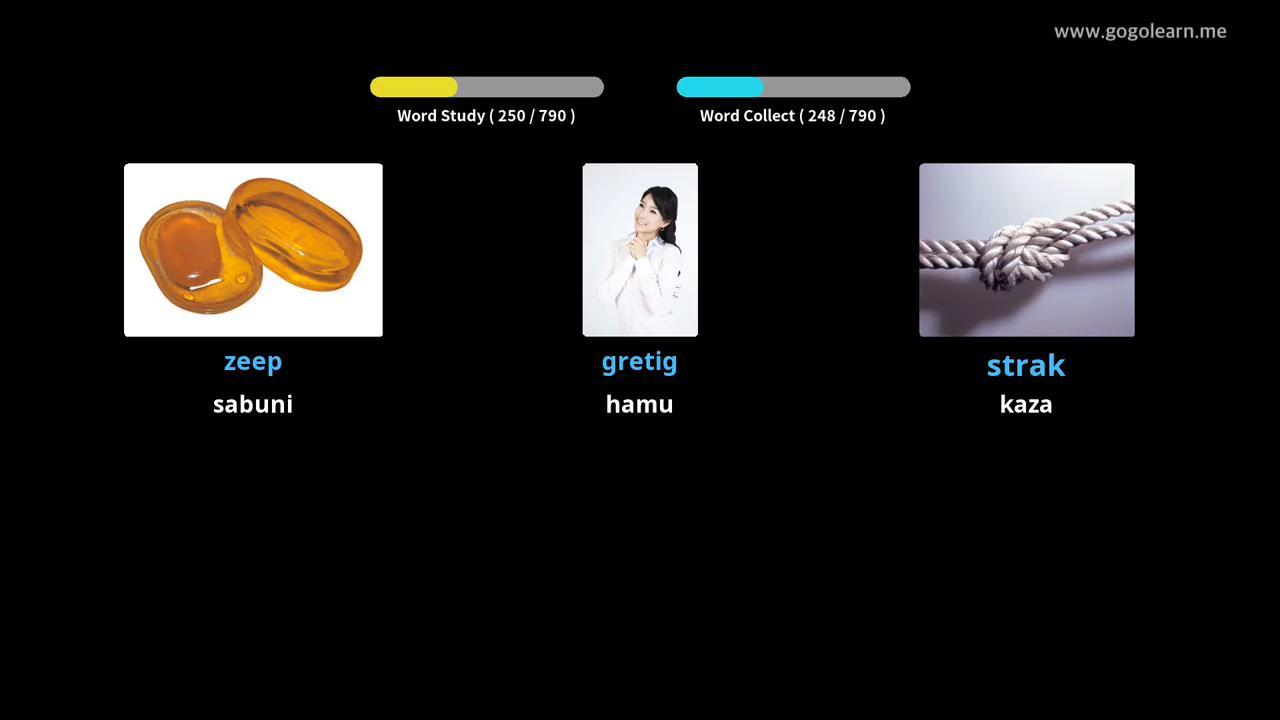 www.gogolearn.me
Word Study ( 250 / 790 )
Word Collect ( 248 / 790 )
zeep
gretig
strak
sabuni
hamu
kaza